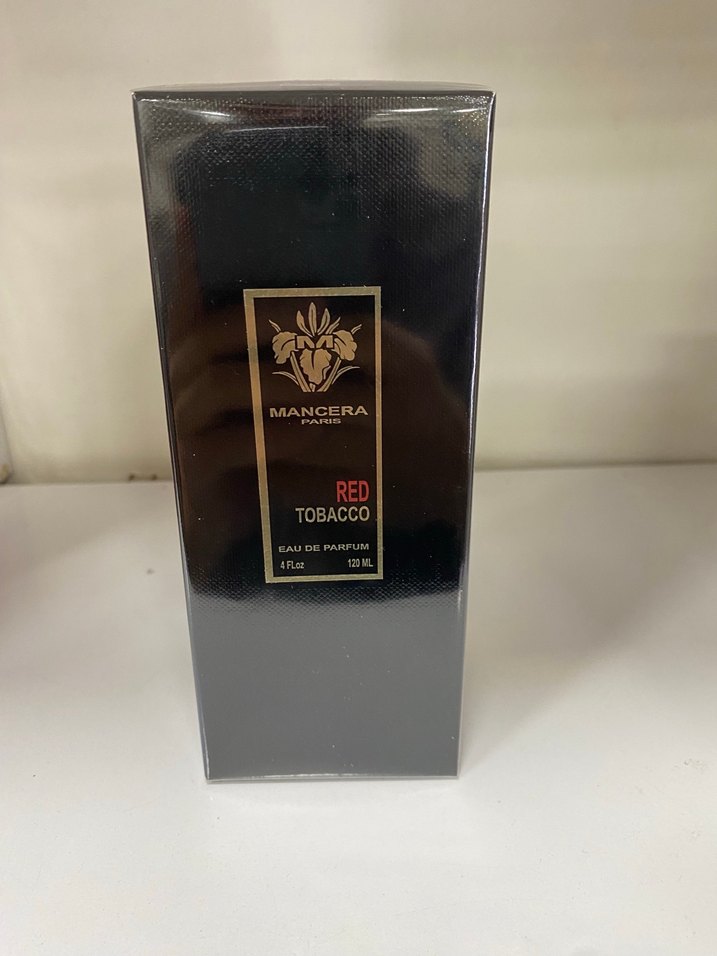 M
MANCERA
PARIS
RED
TOBACCO
EAU DE PARFUM
4 FLoz 120 ML